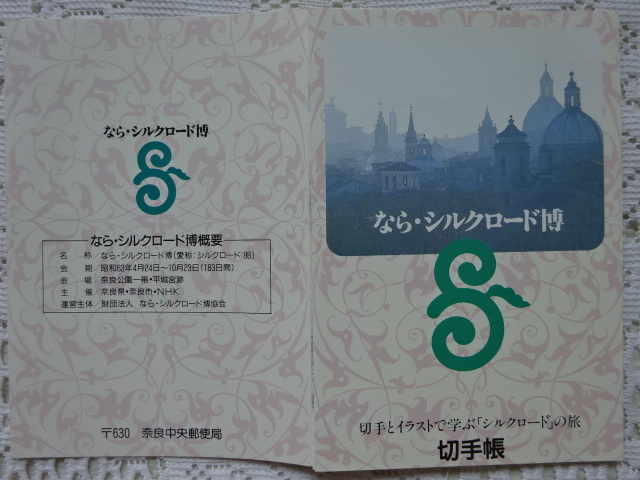 なら・シルクロード博
なら・シルクロード博概要
名 称 なら・シルクロード博(愛称:シルクロード'88)
会 期 昭和63年4月24日〜10月23日(183日間)
会 場 奈良公園一帯・平城宮跡
主 催 奈良県・奈良市・NHK
運営主体 財団法人 なら・シルクロード博協会
〒630 奈良中央郵便局
なら・シルクロード博
切手とイラストで学ぶ「シルクロード」の旅
切手帳